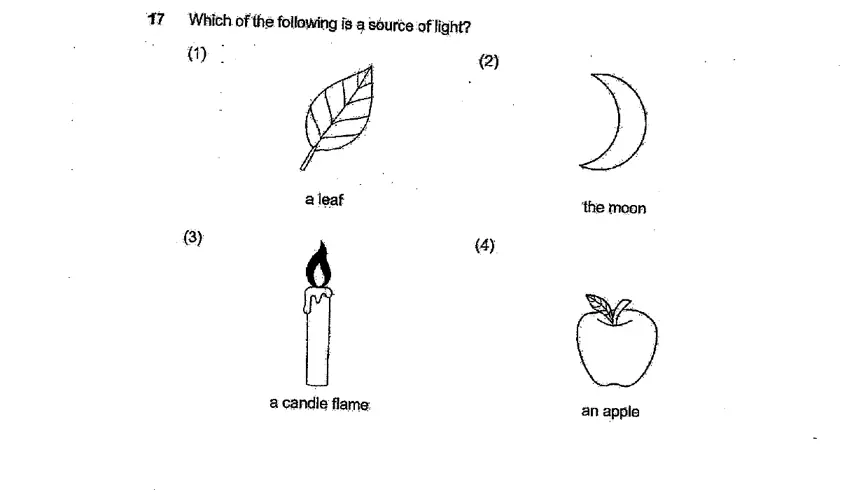 17 Which of the following is a source of light?
(1)
(2)
a leaf
the moon
(3)
(4)
a candle flame
an apple